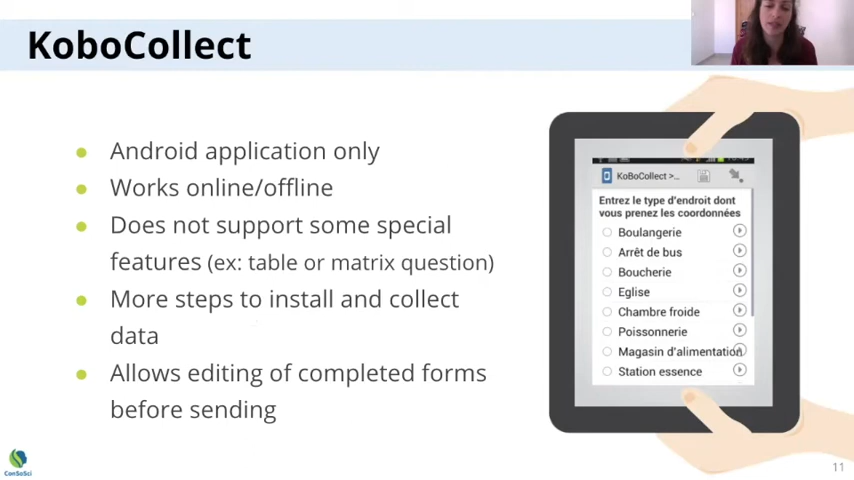 KoboCollect
Android application only
Works online/offline
Does not support some special
features (ex: table or matrix question)
More steps to install and collect
data
Allows editing of completed forms
before sending
KoBoCollect >...
Entrez le type d'endroit dont
vous prenez les coordonnées
Boulangerie
Arrêt de bus
Boucherie
Eglise
Chambre froide
Poissonnerie
Magasin d'alimentation
Station essence
ConSoSci
11